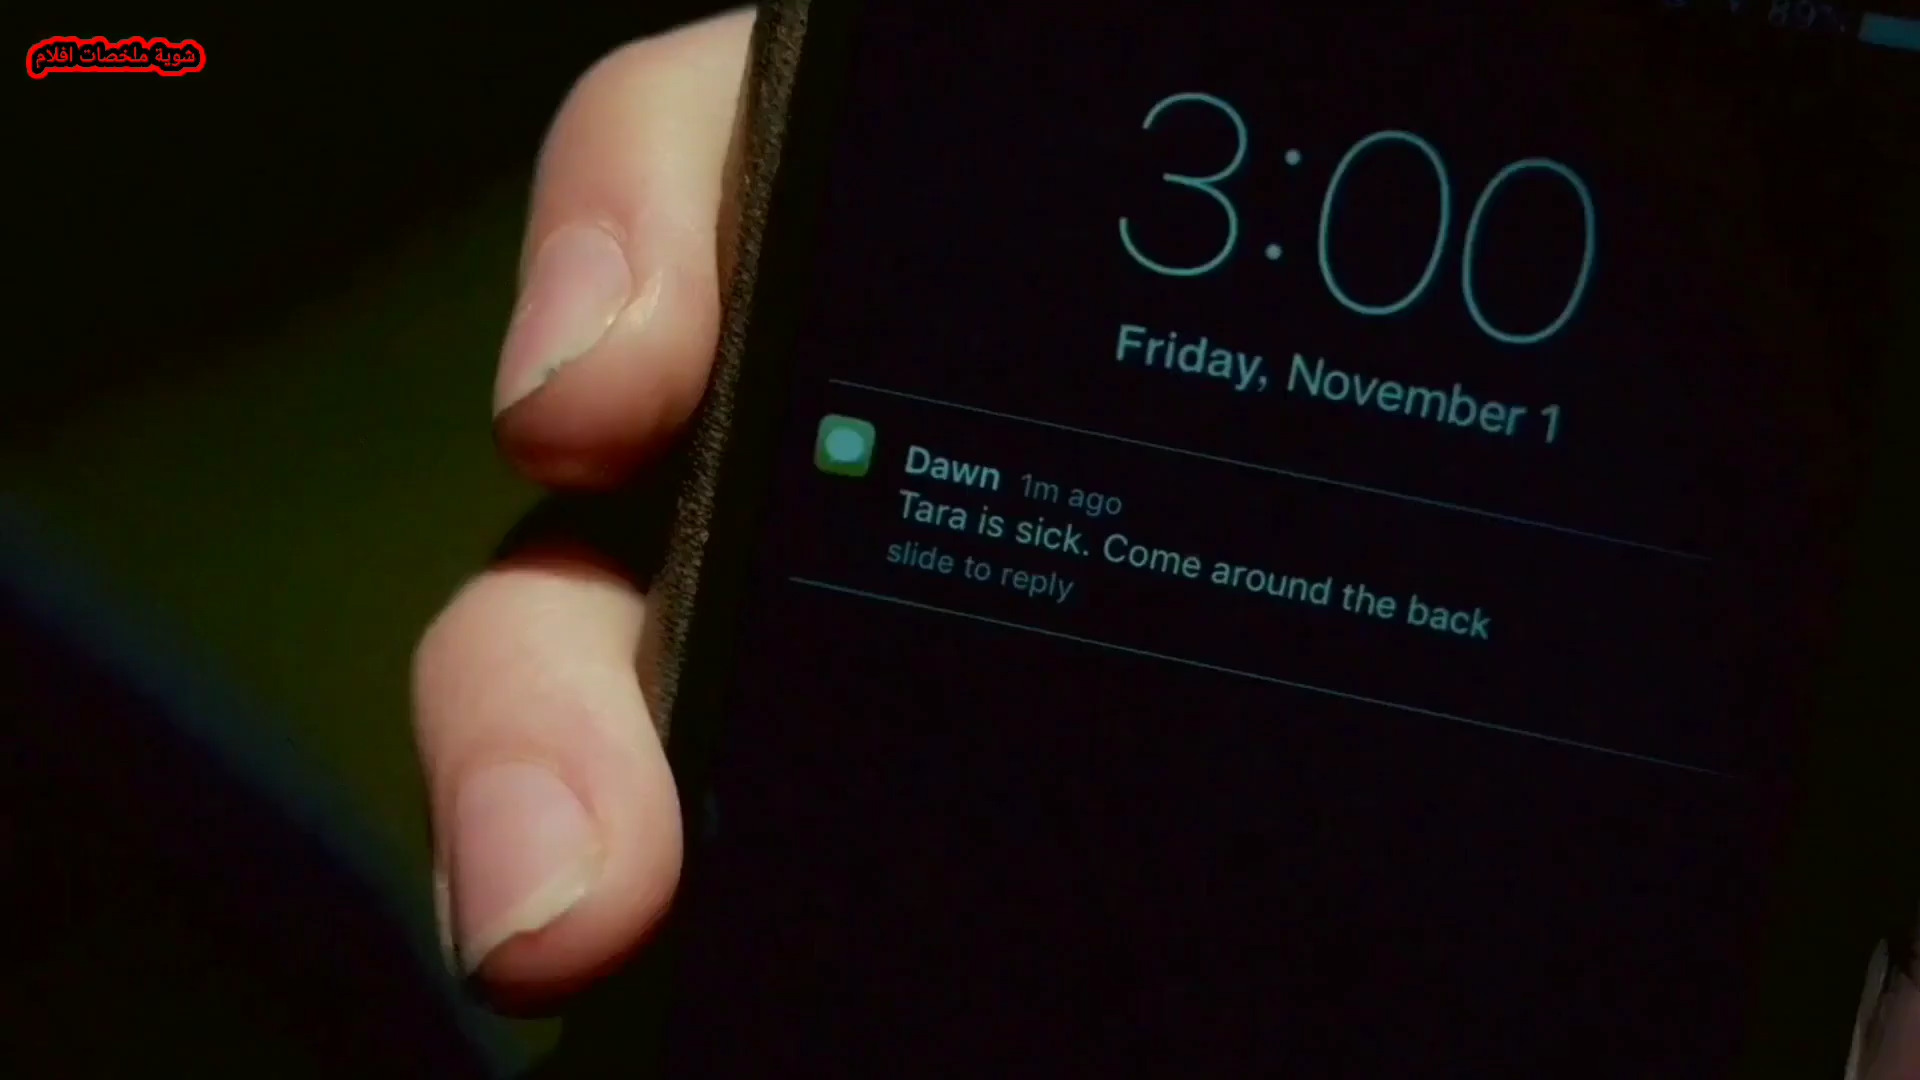 شوية ملخصات افلام
89%
3:00
Friday, November 1
Dawn 1m ago
Tara is sick. Come around the back
slide to reply